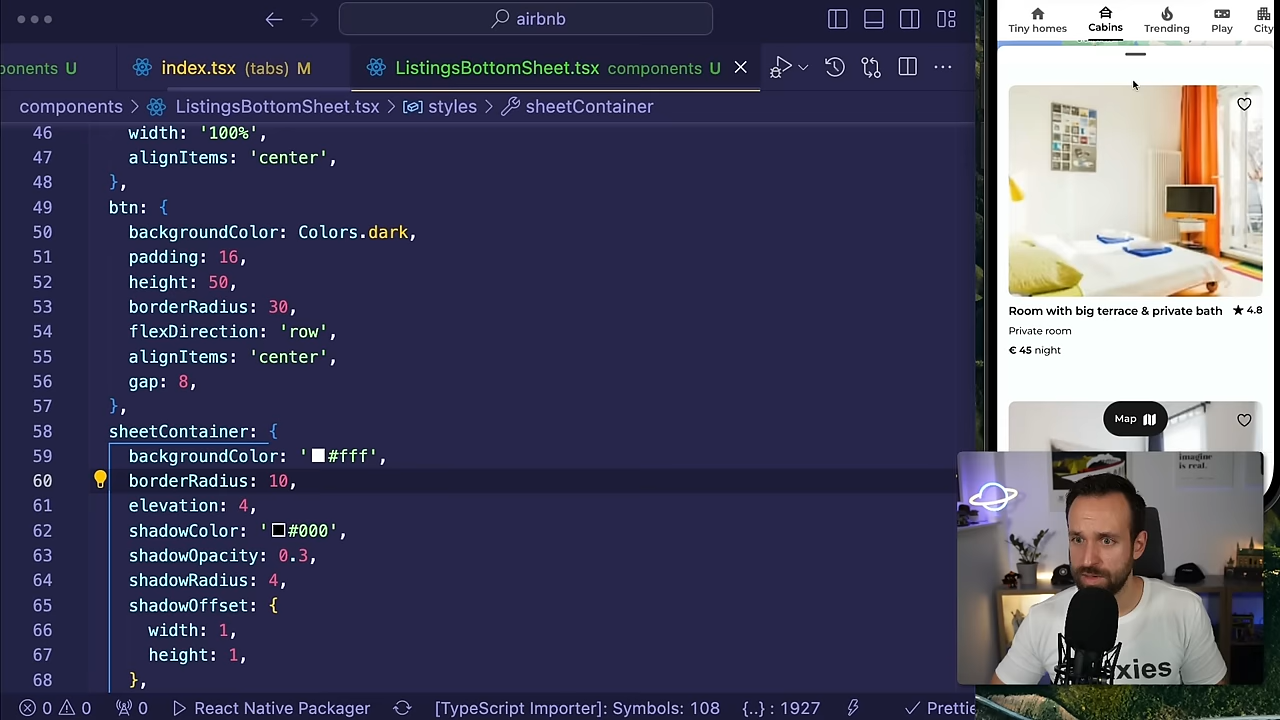 airbnb
ponents U
index.tsx (tabs) M
ListingsBottomSheet.tsx components U
components > ListingsBottomSheet.tsx > styles > sheetContainer
46 width: '100%',
47 alignItems: 'center',
48 },
49 btn: {
50 backgroundColor: Colors.dark,
51 padding: 16,
52 height: 50,
53 borderRadius: 30,
54 flexDirection: 'row',
55 alignItems: 'center',
56 gap: 8,
57 },
58 sheetContainer: {
59 backgroundColor: '#fff',
60 borderRadius: 10,
61 elevation: 4,
62 shadowColor: '#000',
63 shadowOpacity: 0.3,
64 shadowRadius: 4,
65 shadowOffset: {
66 width: 1,
67 height: 1,
68 },
0 0 0 React Native Packager [TypeScript Importer]: Symbols: 108 {..} : 1927 Prettie
Tiny homes Cabins Trending Play City
Room with big terrace & private bath ★ 4.8
Private room
€ 45 night
Map
imagine
is real.